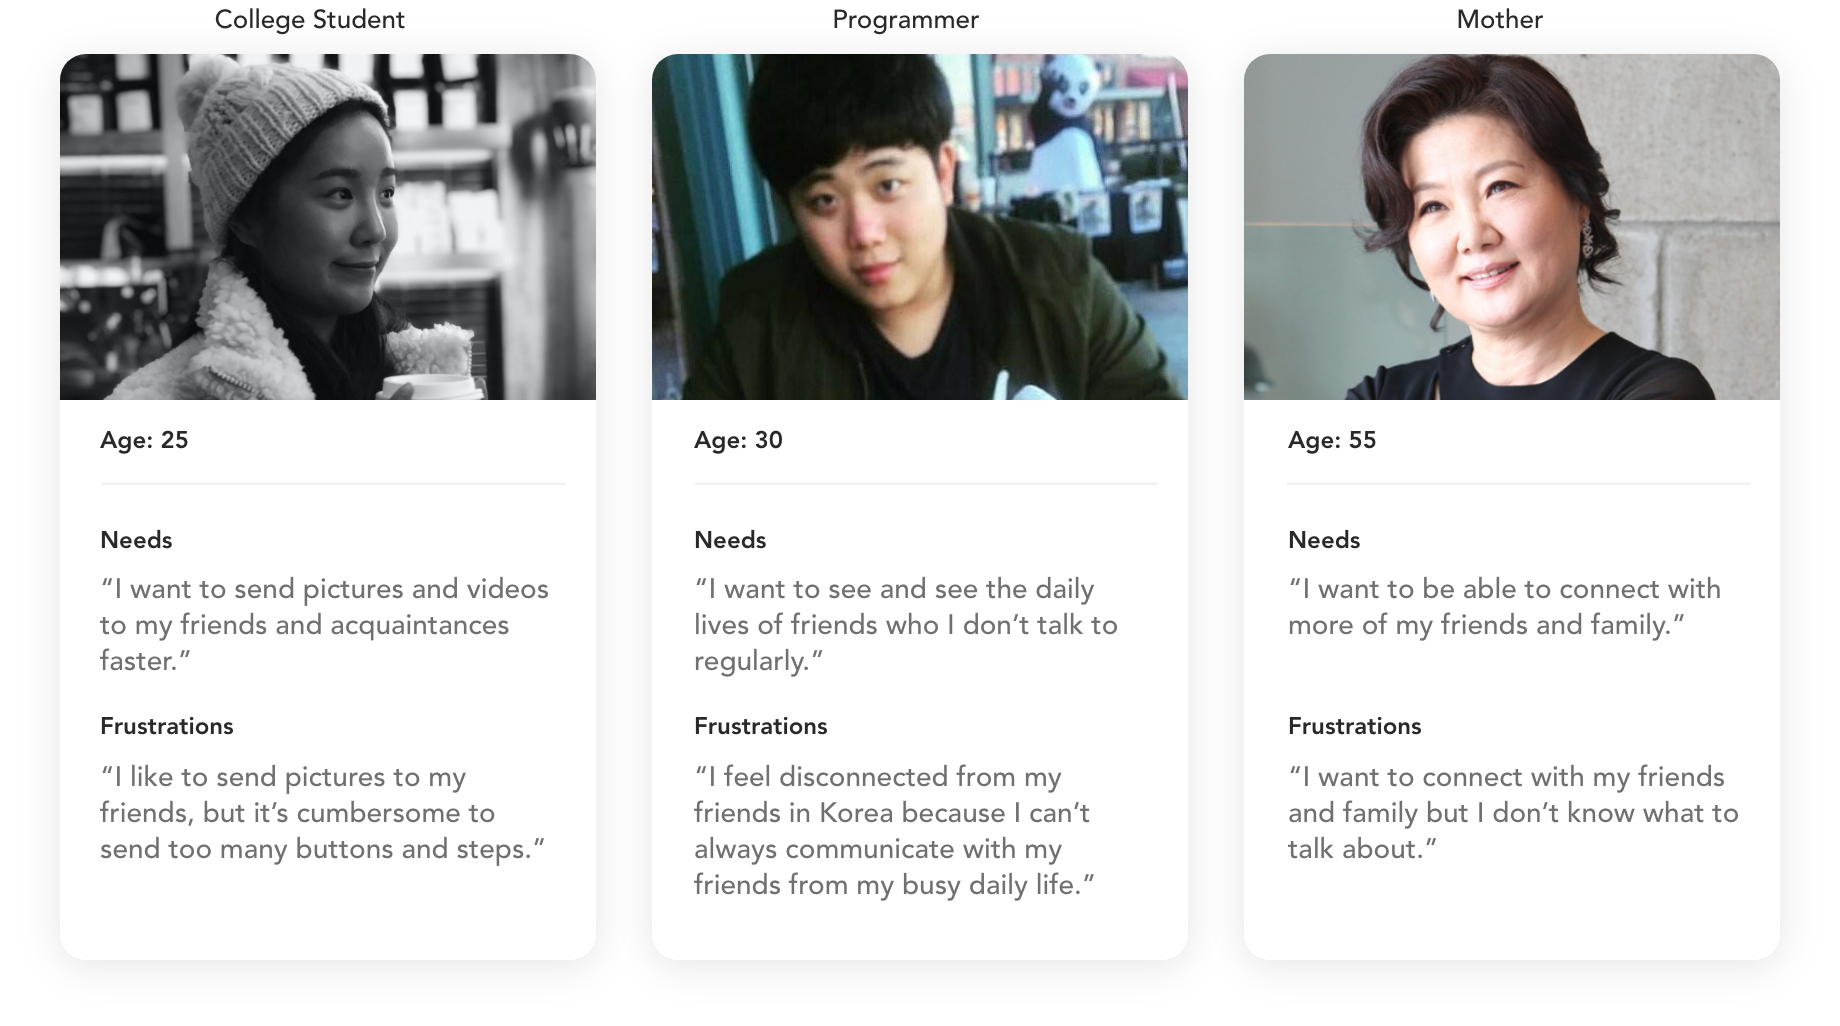 College Student
Programmer
Mother
Age: 25
Needs
“I want to send pictures and videos
to my friends and acquaintances
faster.”
Frustrations
“I like to send pictures to my
friends, but it’s cumbersome to
send too many buttons and steps.”
Age: 30
Needs
“I want to see and see the daily
lives of friends who I don’t talk to
regularly.”
Frustrations
“I feel disconnected from my
friends in Korea because I can’t
always communicate with my
friends from my busy daily life.”
Age: 55
Needs
“I want to be able to connect with
more of my friends and family.”
Frustrations
“I want to connect with my friends
and family but I don’t know what to
talk about.”